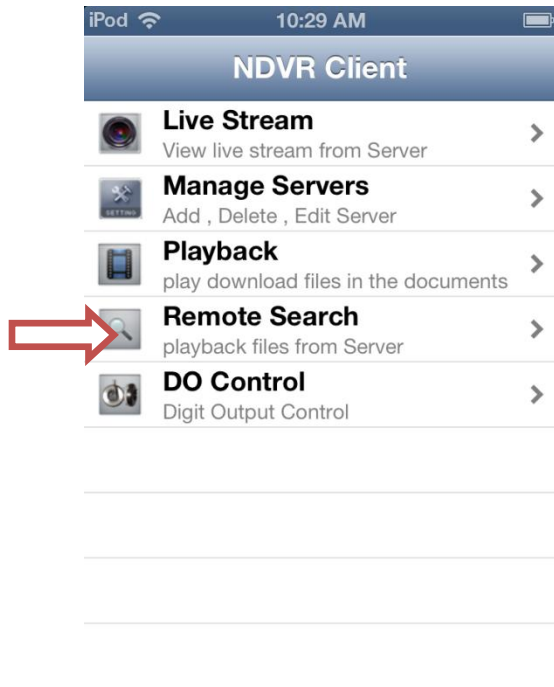 iPod 10:29 AM
NDVR Client
Live Stream
View live stream from Server
Manage Servers
SETTING
Add , Delete , Edit Server
Playback
play download files in the documents
Remote Search
playback files from Server
DO Control
Digit Output Control